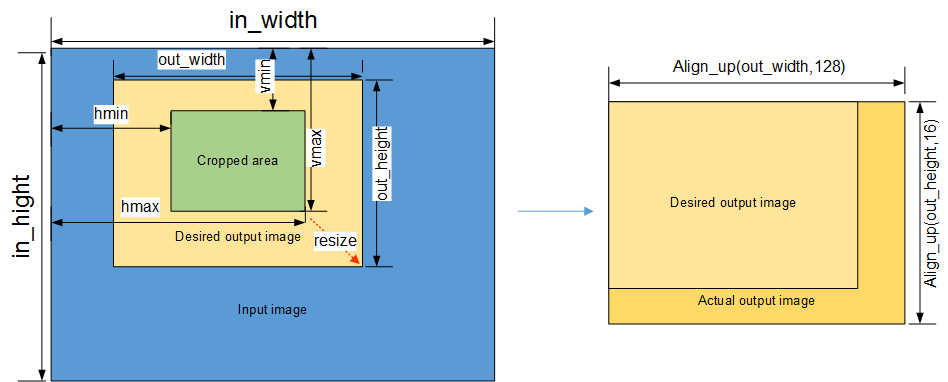 in_width
out_width
vmin
hmin
vmax
out_height
Cropped area
hmax
Desired output image
resize
in_hight
Input image
Align_up(out_width,128)
Desired output image
Align_up(out_height,16)
Actual output image